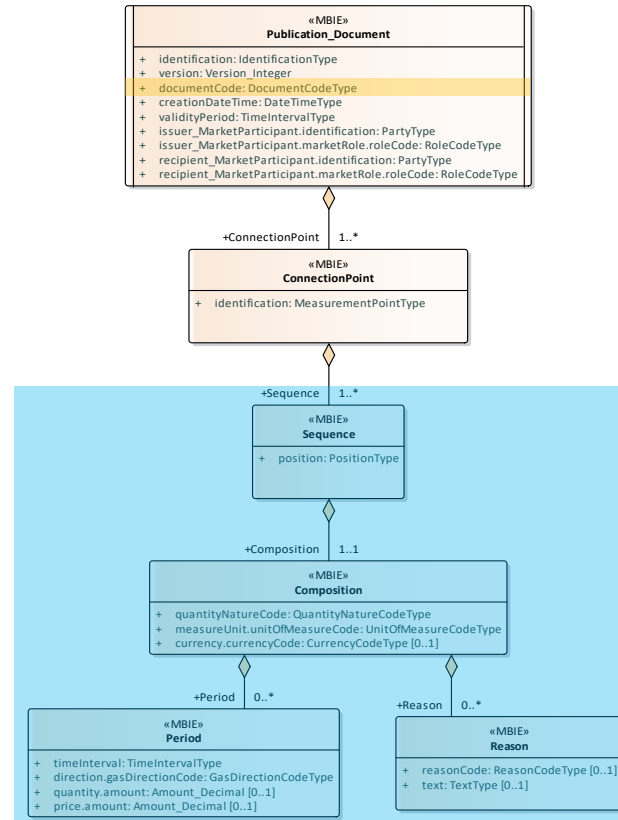 «MBIE»
Publication_Document
+ identification: IdentificationType
+ version: Version_Integer
+ documentCode: DocumentCodeType
+ creationDateTime: DateTimeType
+ validityPeriod: TimeIntervalType
+ issuer_MarketParticipant.identification: PartyType
+ issuer_MarketParticipant.marketRole.roleCode: RoleCodeType
+ recipient_MarketParticipant.identification: PartyType
+ recipient_MarketParticipant.marketRole.roleCode: RoleCodeType
+ConnectionPoint 1..*
«MBIE»
ConnectionPoint
+ identification: MeasurementPointType
+Sequence 1..*
«MBIE»
Sequence
+ position: PositionType
+Composition 1..1
«MBIE»
Composition
+ quantityNatureCode: QuantityNatureCodeType
+ measureUnit.unitOfMeasureCode: UnitOfMeasureCodeType
+ currency.currencyCode: CurrencyCodeType [0..1]
+Period 0..*
«MBIE»
Period
+ timeInterval: TimeIntervalType
+ direction.gasDirectionCode: GasDirectionCodeType
+ quantity.amount: Amount_Decimal [0..1]
+ price.amount: Amount_Decimal [0..1]
+Reason 0..*
«MBIE»
Reason
+ reasonCode: ReasonCodeType [0..1]
+ text: TextType [0..1]